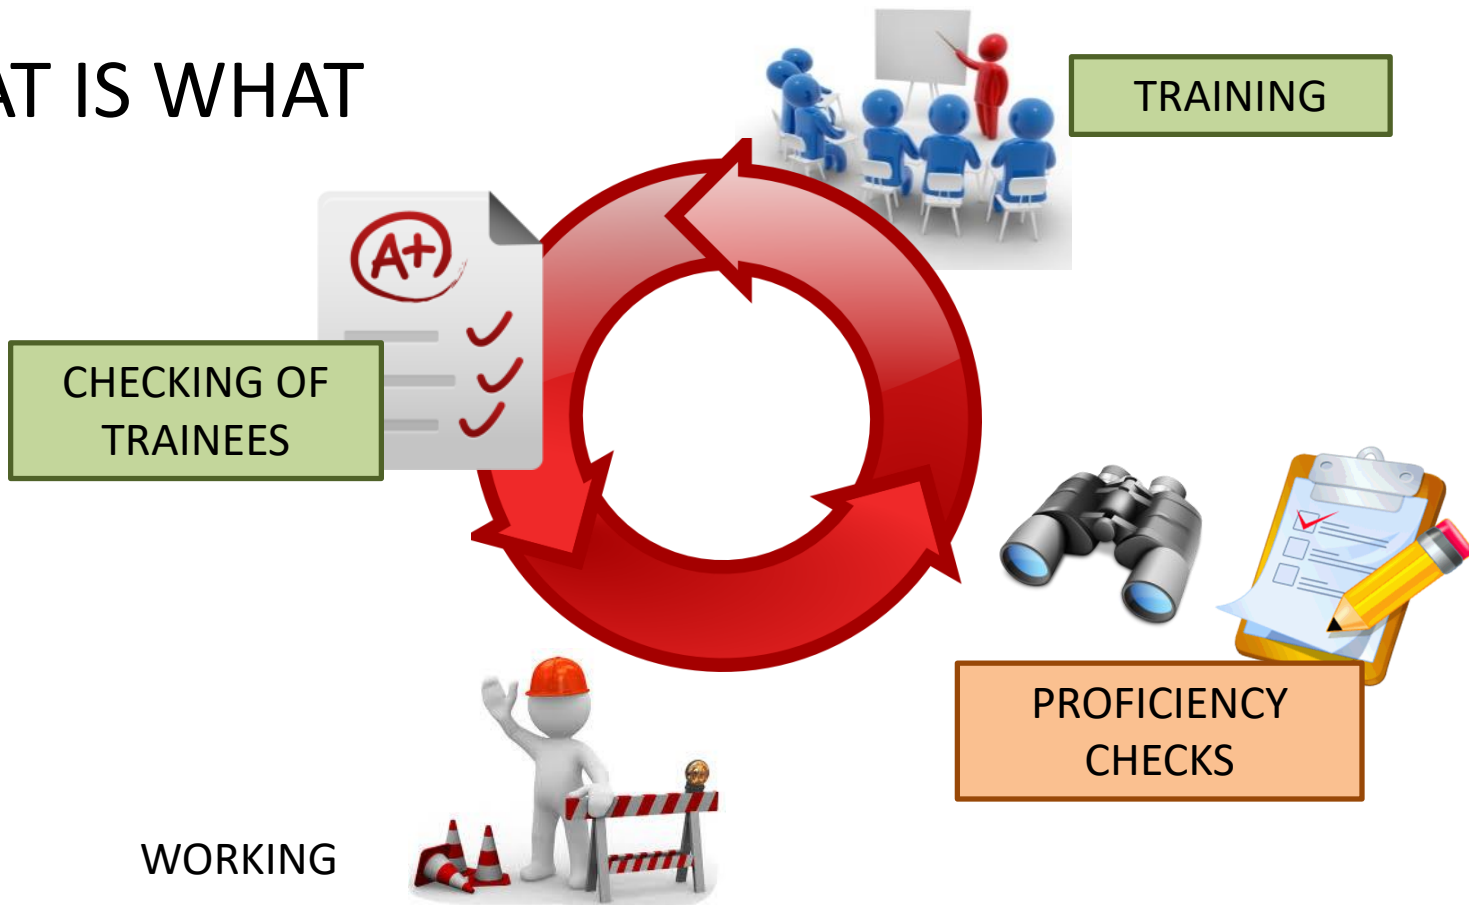 AT IS WHAT
TRAINING
A+
CHECKING OF
TRAINEES
PROFICIENCY
CHECKS
WORKING